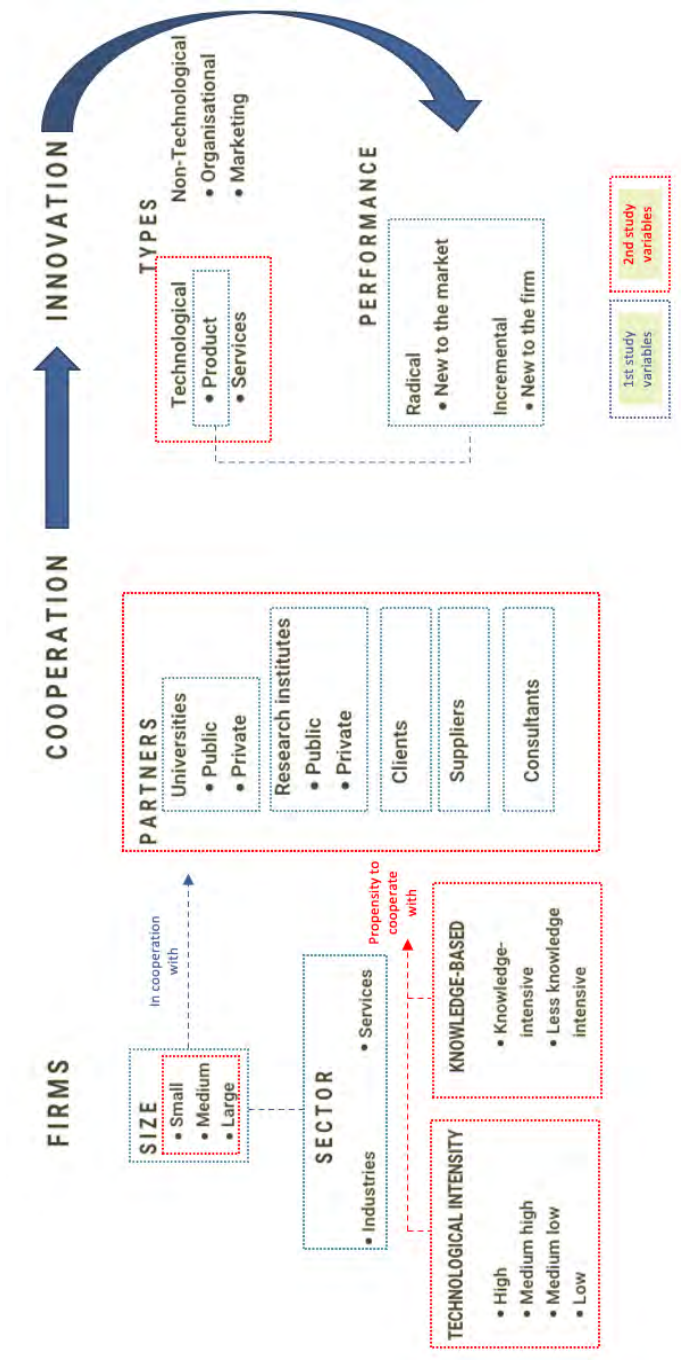 FIRMS
COOPERATION
INNOVATION
SIZE
• Small
• Medium
• Large
In cooperation
with
SECTOR
• Industries
• Services
TECHNOLOGICAL INTENSITY
• High
• Medium high
• Medium low
• Low
KNOWLEDGE-BASED
• Knowledge-
intensive
• Less knowledge
intensive
Propensity to
cooperate
with
PARTNERS
Universities
• Public
• Private
Research institutes
• Public
• Private
Clients
Suppliers
Consultants
TYPES
Technological
• Product
• Services
Non-Technological
• Organisational
• Marketing
PERFORMANCE
Radical
• New to the market
Incremental
• New to the firm
1st study
variables
2nd study
variables